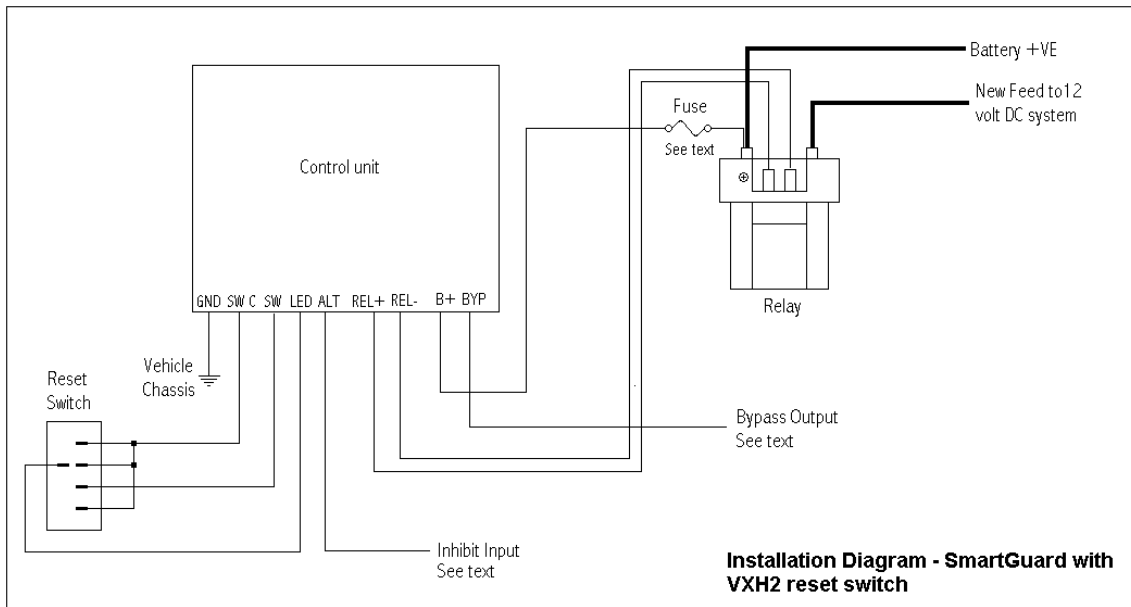 Battery +VE
New Feed to12
volt DC system
Fuse
See text
Control unit
Relay
GND SW C SW LED ALT REL+ REL- B+ BYP
Vehicle
Chassis
Reset
Switch
Bypass Output
See text
Inhibit Input
See text
Installation Diagram - SmartGuard with
VXH2 reset switch